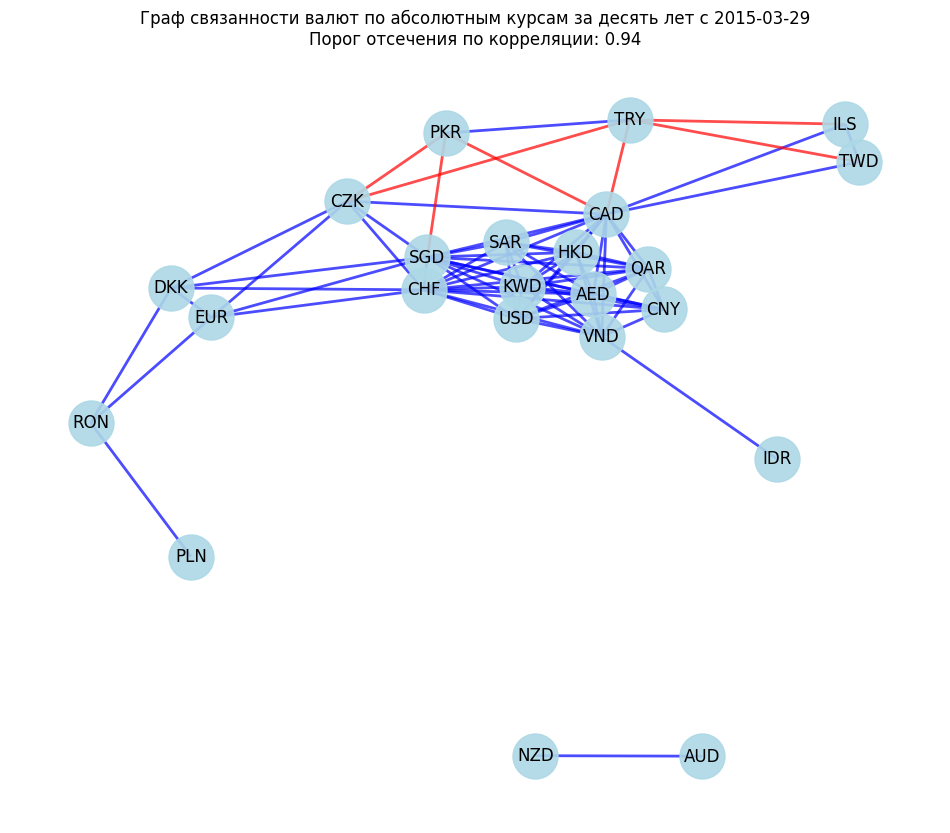 Граф связанности валют по абсолютным курсам за десять лет с 2015-03-29
Порог отсечения по корреляции: 0.94
TRY
ILS
PKR
TWD
CZK
CAD
SAR
HKD
SGD
QAR
KWD
DKK
CHF
AED
CNY
EUR
USD
VND
RON
IDR
PLN
NZD
AUD